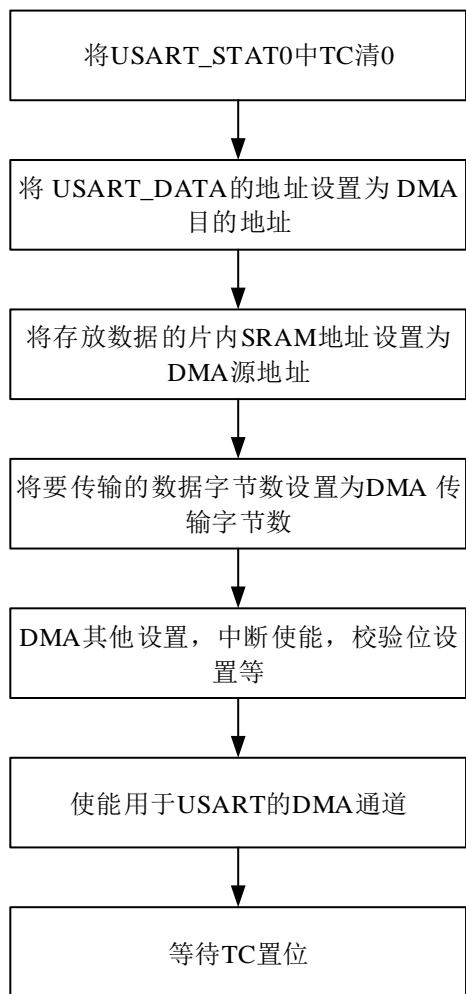 将USART_STAT0中TC清0
将 USART_DATA的地址设置为 DMA
目的地址
将存放数据的片内SRAM地址设置为
DMA源地址
将要传输的数据字节数设置为DMA 传
输字节数
DMA其他设置，中断使能，校验位设
置等
使能用于USART的DMA通道
等待TC置位